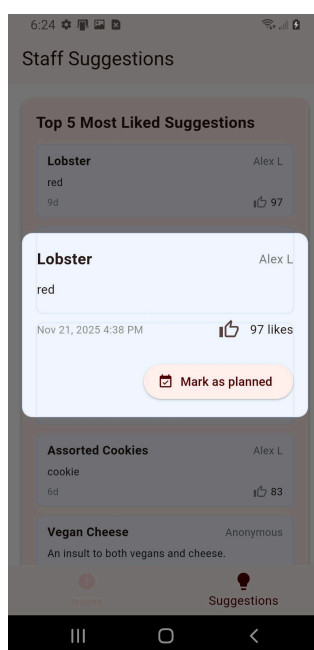 6:24
Staff Suggestions
Top 5 Most Liked Suggestions
Lobster Alex L
red
9d 97
Lobster Alex L
red
Nov 21, 2025 4:38 PM 97 likes
Mark as planned
Assorted Cookies Alex L
cookie
6d 83
Vegan Cheese Anonymous
An insult to both vegans and cheese.
Suggestions